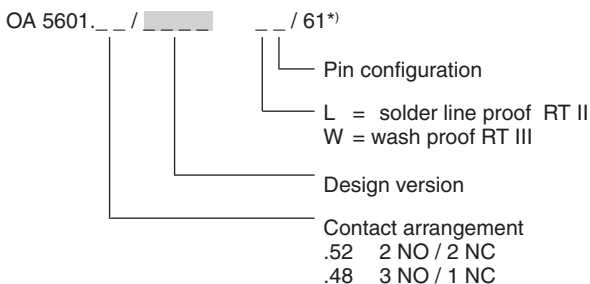 OA 5601._ _ / _ _ _ _ _ _ / 61*)
Pin configuration
L = solder line proof RT II
W = wash proof RT III
Design version
Contact arrangement
.52 2 NO / 2 NC
.48 3 NO / 1 NC